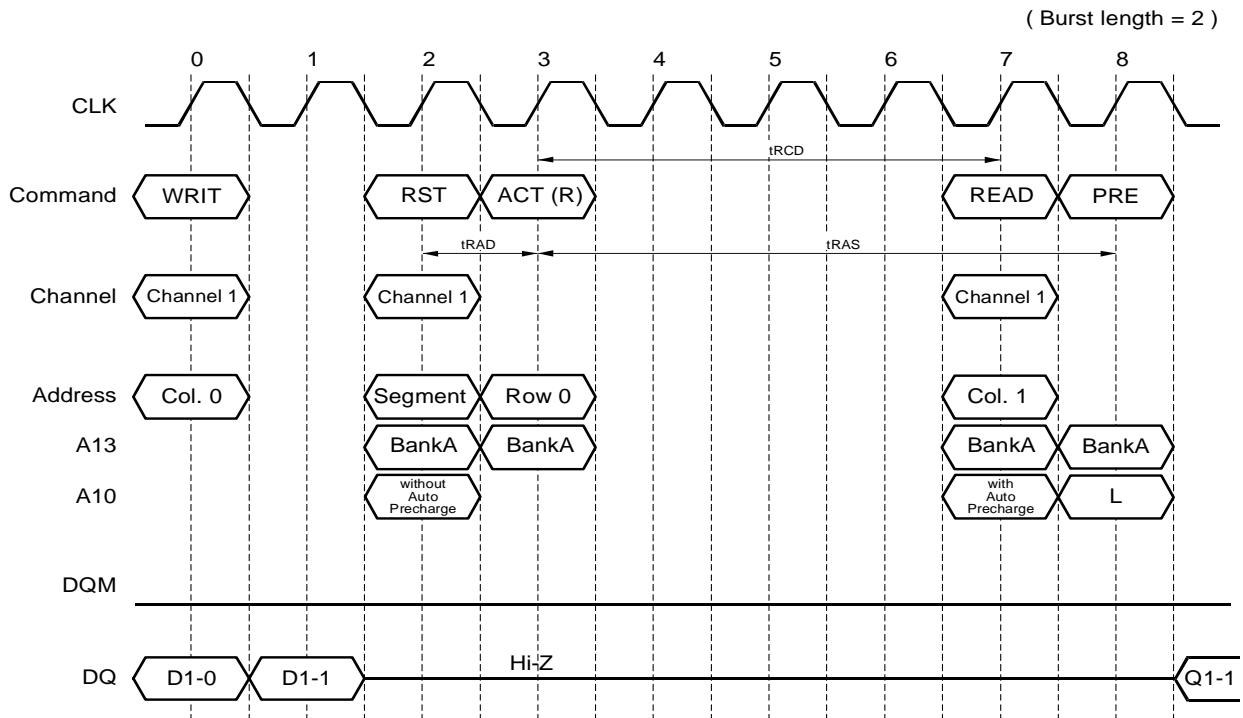 ( Burst length = 2 )
0 1 2 3 4 5 6 7 8
CLK
tRCD
Command WRIT RST ACT (R) READ PRE
tRAD tRAS
Channel Channel 1 Channel 1 Channel 1
Address Col. 0 Segment Row 0 Col. 1
A13 BankA BankA BankA BankA
A10 without Auto Precharge with Auto Precharge L
DQM
Hi-Z
DQ D1-0 D1-1 Q1-1